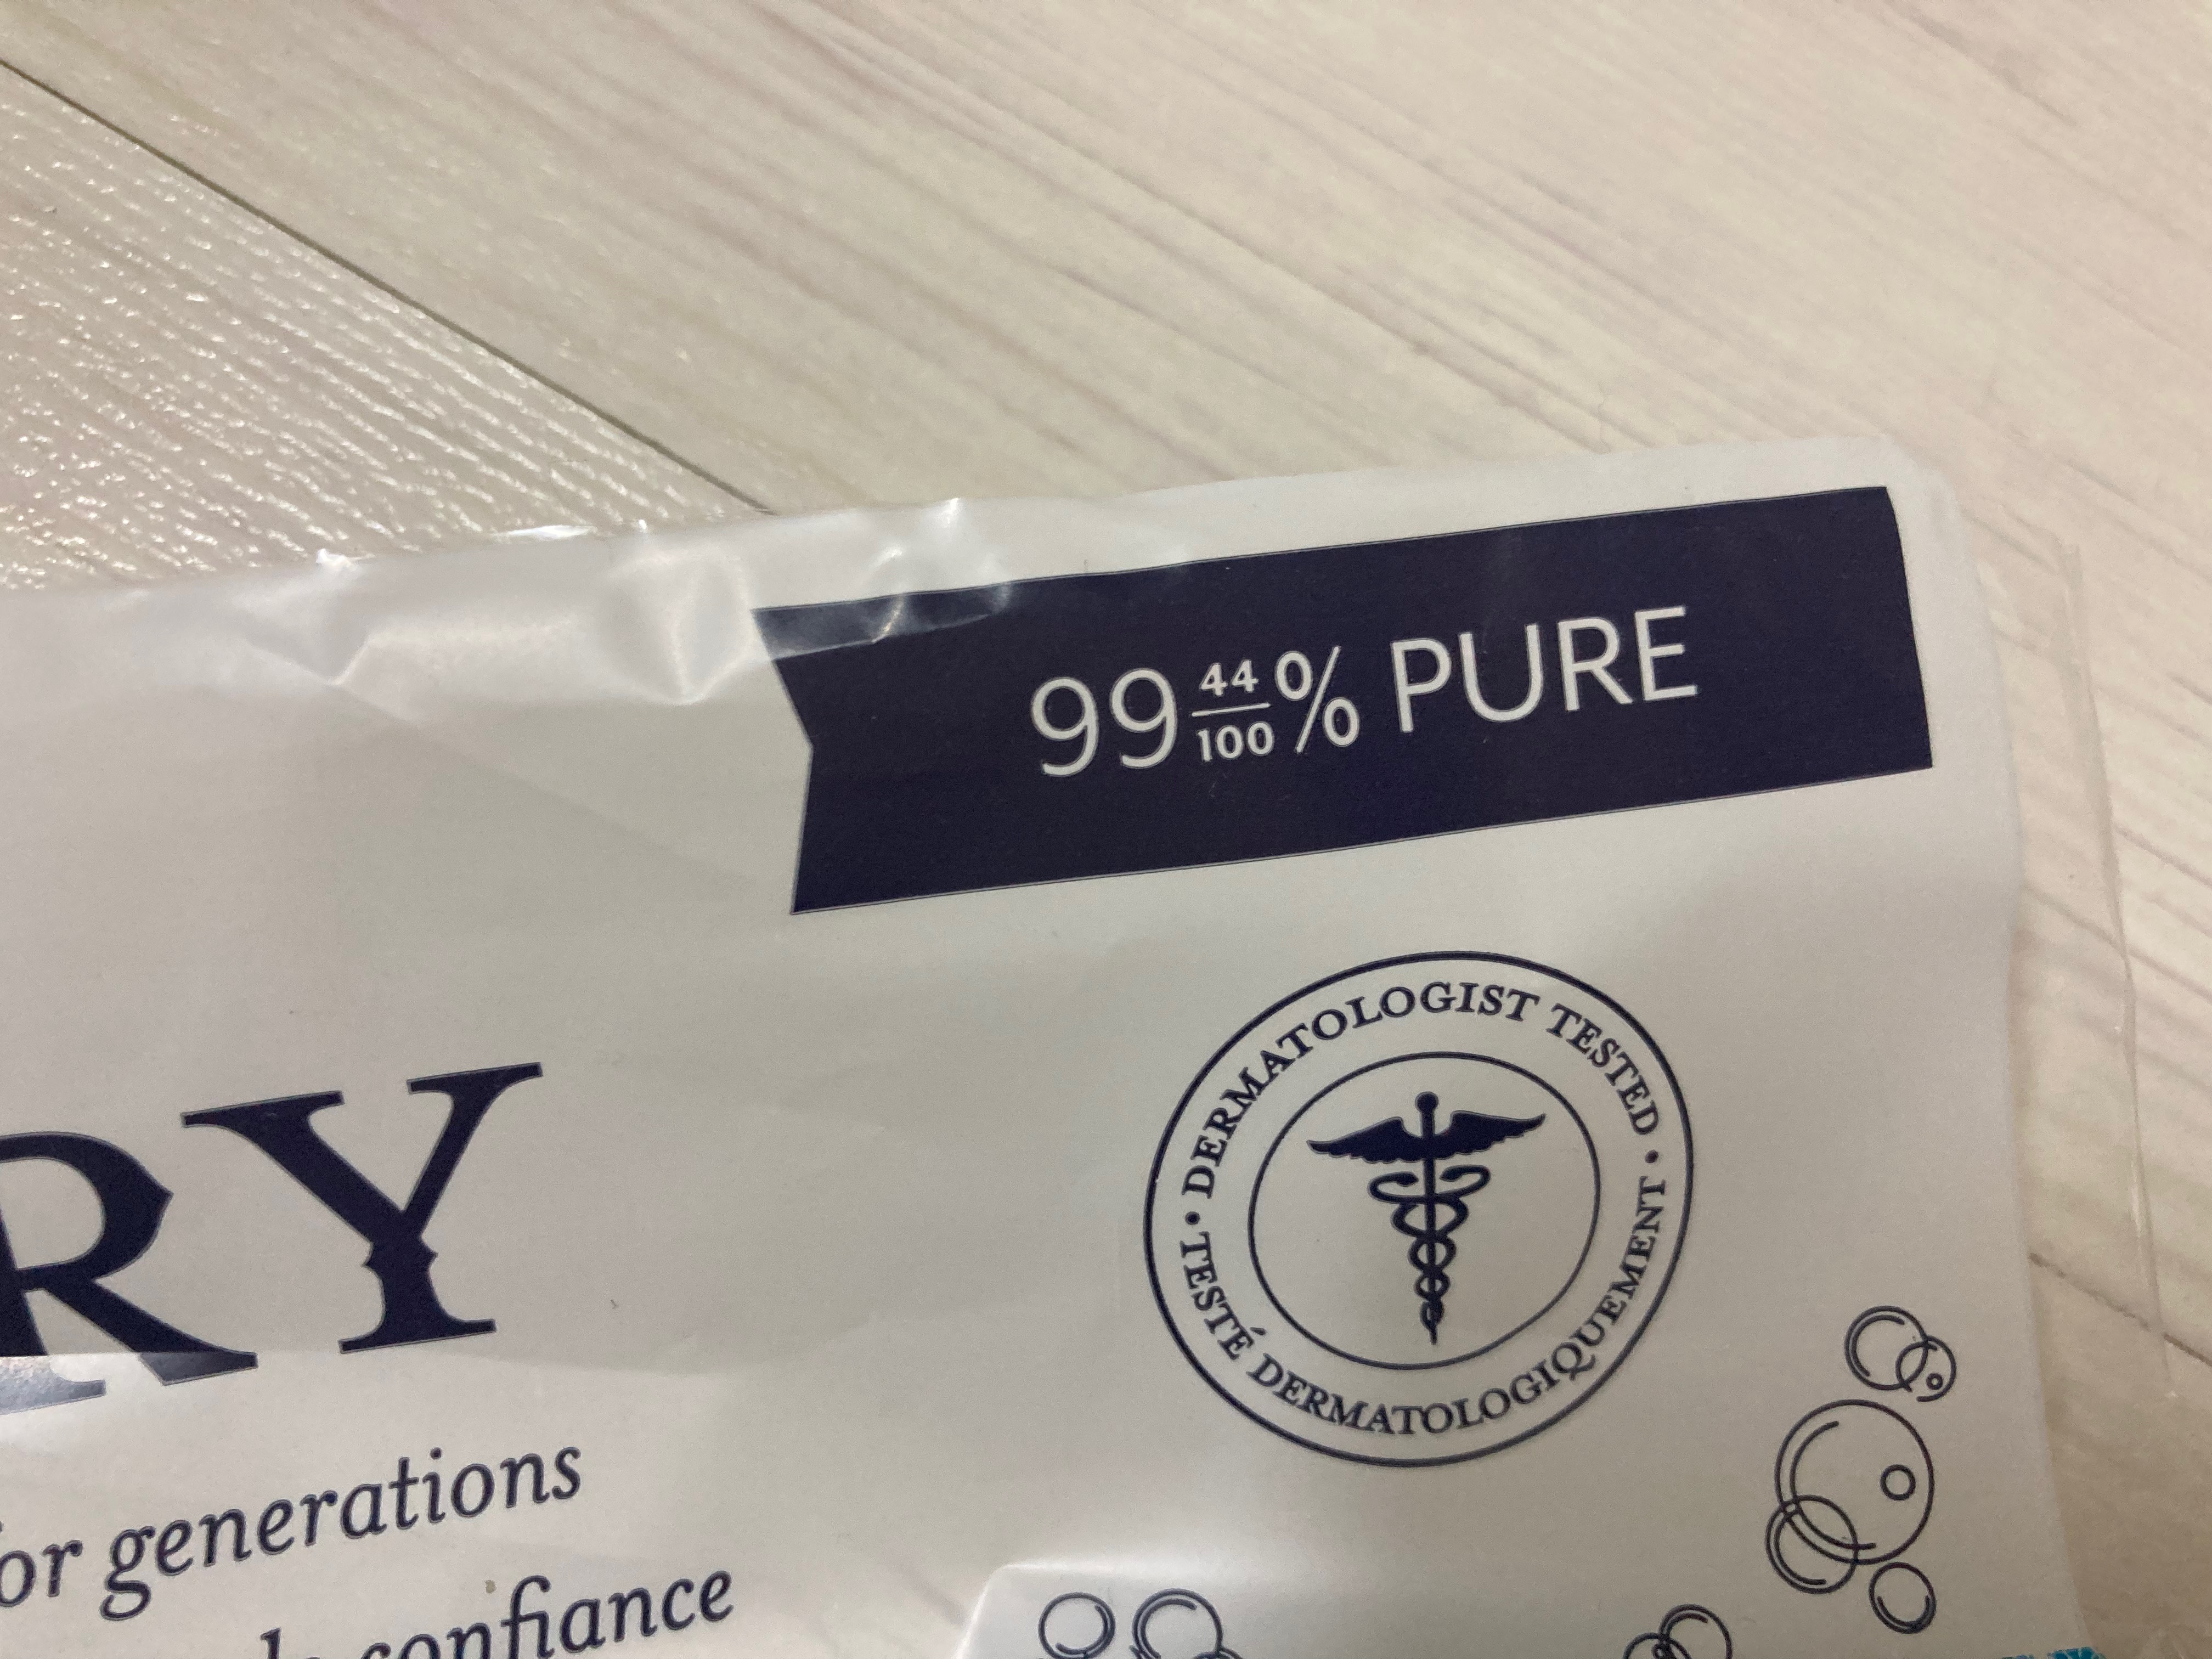 99 44/100% PURE
• DERMATOLOGIST TESTED •
TESTÉ DERMATOLOGIQUEMENT
RY
or generations
confiance